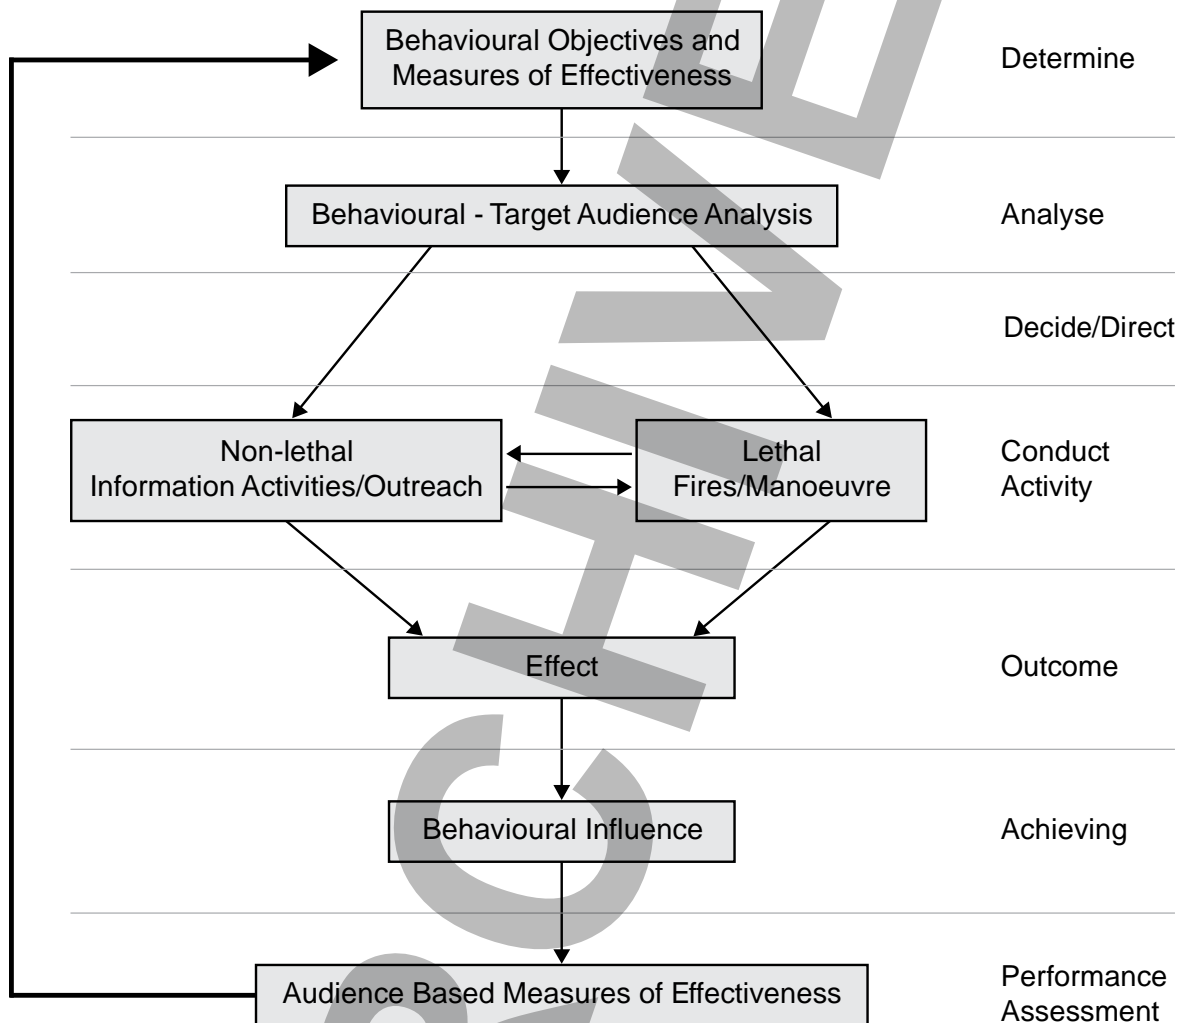 Behavioural Objectives and
Measures of Effectiveness
Determine
Behavioural - Target Audience Analysis
Analyse
Decide/Direct
Non-lethal
Information Activities/Outreach
Lethal
Fires/Manoeuvre
Conduct
Activity
Effect
Outcome
Behavioural Influence
Achieving
Audience Based Measures of Effectiveness
Performance
Assessment
CHIVE